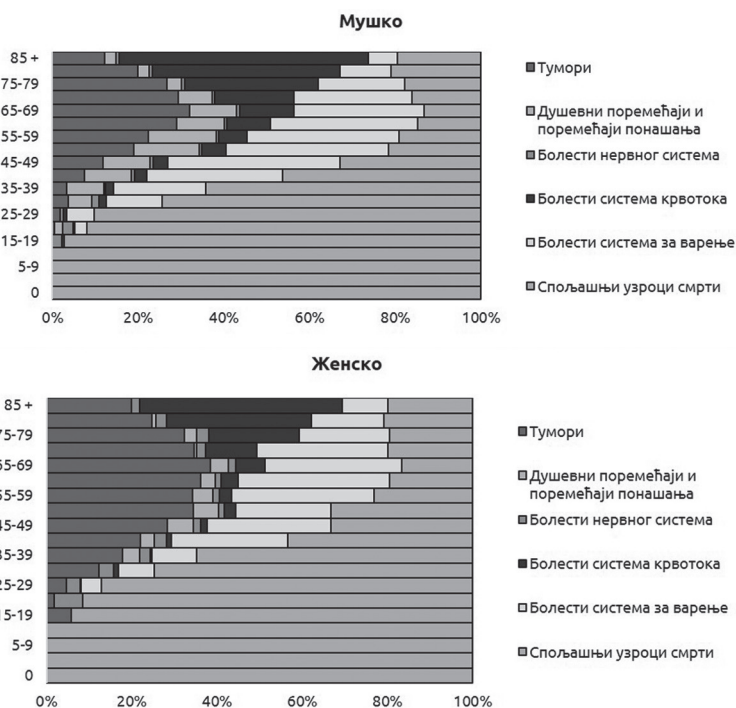 Мушко
85 +
75-79
65-69
55-59
45-49
35-39
25-29
15-19
5-9
0
0% 20% 40% 60% 80% 100%
Тумори
Душевни поремећаји и
поремећаји понашања
Болести нервног система
Болести система крвотока
Болести система за варење
Спољашњи узроци смрти
Женско
85 +
75-79
65-69
55-59
45-49
35-39
25-29
15-19
5-9
0
0% 20% 40% 60% 80% 100%
Тумори
Душевни поремећаји и
поремећаји понашања
Болести нервног система
Болести система крвотока
Болести система за варење
Спољашњи узроци смрти